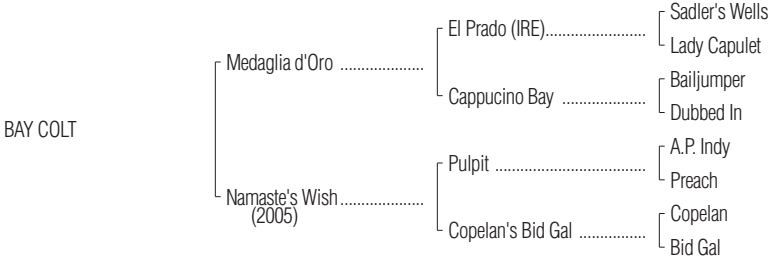 Sadler's Wells
El Prado (IRE)........................
Lady Capulet
Medaglia d'Oro ....................
Bailjumper
Cappucino Bay ....................
Dubbed In
BAY COLT
A.P. Indy
Pulpit ....................................
Preach
Namaste's Wish ....................
(2005)
Copelan
Copelan's Bid Gal ................
Bid Gal